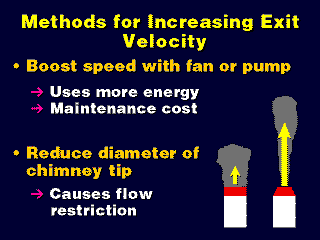 Methods for Increasing Exit
Velocity
• Boost speed with fan or pump
→ Uses more energy
→ Maintenance cost
• Reduce diameter of
chimney tip
→ Causes flow
restriction